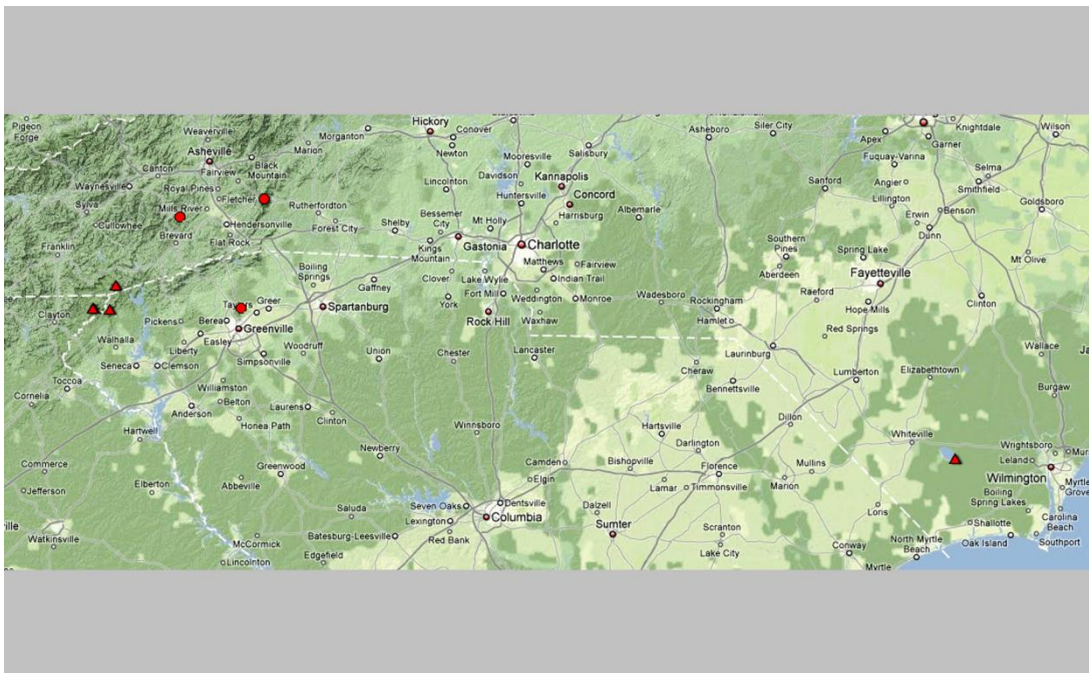 Pigeon
Forge
Weaverville
Asheville
Marion
Morganton
Hickory
Conover
Newton
Asheboro
Siler City
Apex
Knightdale
Garner
Wilson
Canton
Fairview
Black
Mountain
Mooresville
Salisbury
Fuquay-Varina
Selma
Waynesville
Royal Pines
Lincolnton
Davidson
Kannapolis
Sanford
Angier
Smithfield
Sylva
Mills River
Fletcher
Rutherfordton
Huntersville
Concord
Lillington
Goldsboro
Cullowhee
Hendersonville
Forest City
Shelby
Bessemer
City
Mt Holly
Harrisburg
Albemarle
Erwin
Benson
Franklin
Brevard
Flat Rock
Kings
Mountain
Gastonia
Charlotte
Southern
Pines
Spring Lake
Dunn
Matthews
Fairview
Aberdeen
Mt Olive
Boiling
Springs
Gaffney
Clover
Lake Wylie
Indian Trail
Fayetteville
Clayton
Pickens
Taylors
Greer
Berea
Spartanburg
York
Fort Mill
Weddington
Monroe
Wadesboro
Rockingham
Raeford
Hope Mills
Clinton
Greenville
Rock Hill
Waxhaw
Hamlet
Red Springs
Walhalla
Easley
Liberty
Woodruff
Union
Chester
Lancaster
Laurinburg
Wallace
Seneca
Clemson
Simpsonville
Cheraw
Bennettsville
Lumberton
Elizabethtown
Toccoa
Williamston
Burgaw
Cornelia
Anderson
Belton
Laurens
Clinton
Dillon
Honea Path
Hartwell
Winnsboro
Hartsville
Whiteville
Darlington
Wrightsboro
Newberry
Commerce
Greenwood
Camden
Bishopville
Florence
Mullins
Leland
Elberton
Abbeville
Elgin
Lamar
Timmonsville
Marion
Wilmington
Myrtle
Grove
Jefferson
Saluda
Seven Oaks
Dentsville
Dalzell
Boiling
Spring Lakes
Loris
Lexington
Columbia
Sumter
Scranton
Shallotte
Carolina
Beach
Watkinsville
McCormick
Batesburg-Leesville
Red Bank
Lake City
Conway
North Myrtle
Beach
Oak Island
Southport
Lincolnton
Edgefield
Myrtle